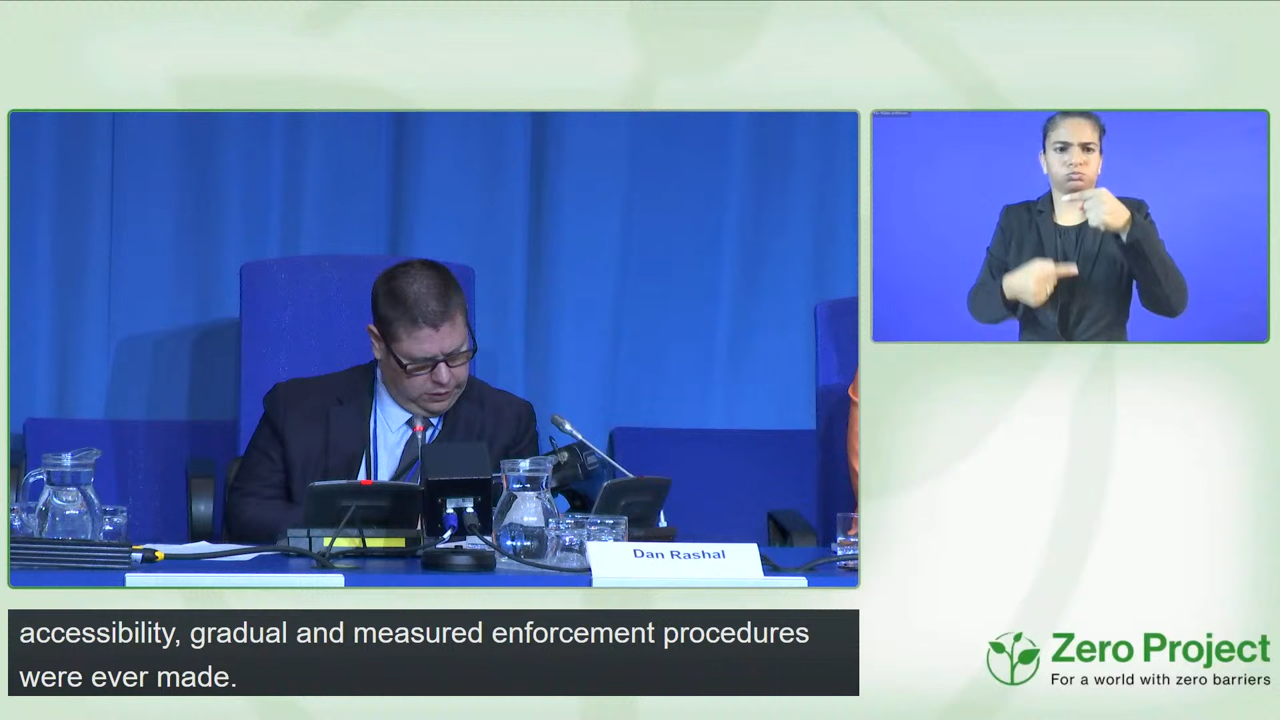 Dan Rashal
accessibility, gradual and measured enforcement procedures
were ever made.
Zero Project
For a world with zero barriers